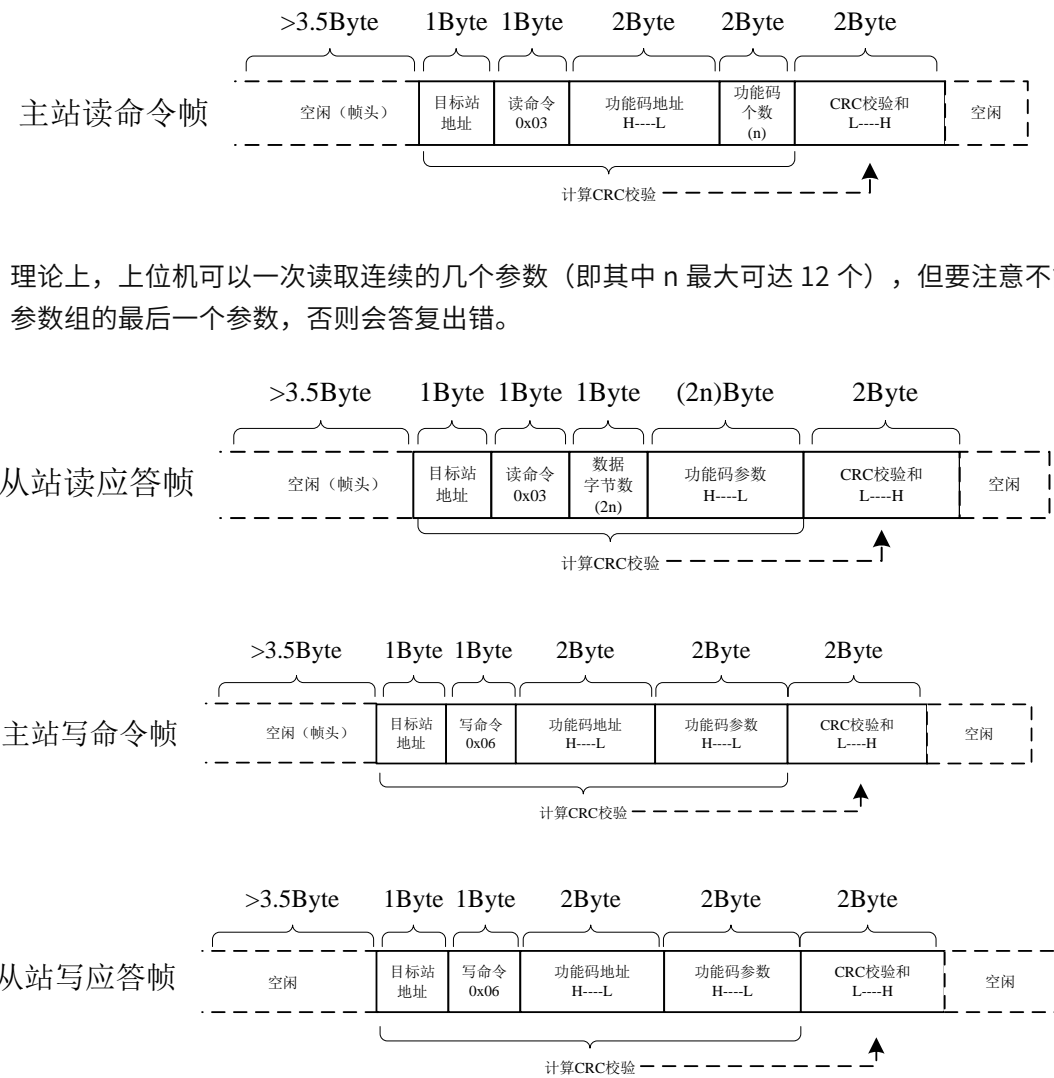 >3.5Byte 1Byte 1Byte 2Byte 2Byte 2Byte
主站读命令帧
空闲（帧头）
目标站
地址
读命令
0x03
功能码地址
H----L
功能码
个数
(n)
CRC校验和
L----H
空闲
计算CRC校验
理论上，上位机可以一次读取连续的几个参数（即其中 n 最大可达 12 个），但要注意不
参数组的最后一个参数，否则会答复出错。
>3.5Byte 1Byte 1Byte 1Byte (2n)Byte 2Byte
从站读应答帧
空闲（帧头）
目标站
地址
读命令
0x03
数据
字节数
(2n)
功能码参数
H----L
CRC校验和
L----H
空闲
计算CRC校验
>3.5Byte 1Byte 1Byte 2Byte 2Byte 2Byte
主站写命令帧
空闲（帧头）
目标站
地址
写命令
0x06
功能码地址
H----L
功能码参数
H----L
CRC校验和
L----H
空闲
计算CRC校验
>3.5Byte 1Byte 1Byte 2Byte 2Byte 2Byte
从站写应答帧
空闲
目标站
地址
写命令
0x06
功能码地址
H----L
功能码参数
H----L
CRC校验和
L----H
空闲
计算CRC校验